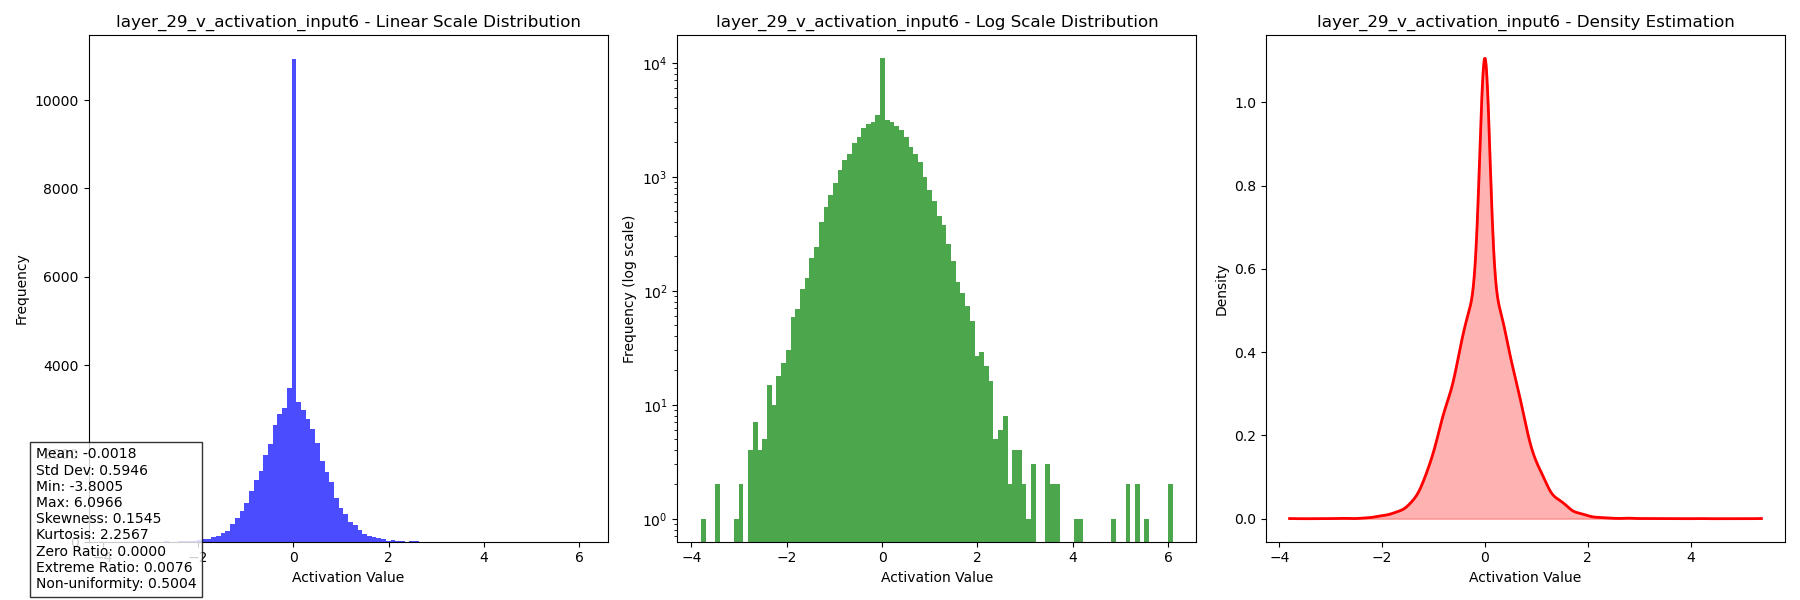 layer_29_v_activation_input6 - Linear Scale Distribution
10000
8000
6000
4000
Frequency
-2
0
2
4
6
Activation Value
Mean: -0.0018
Std Dev: 0.5946
Min: -3.8005
Max: 6.0966
Skewness: 0.1545
Kurtosis: 2.2567
Zero Ratio: 0.0000
Extreme Ratio: 0.0076
Non-uniformity: 0.5004
layer_29_v_activation_input6 - Log Scale Distribution
10⁴
10³
10²
10¹
10⁰
Frequency (log scale)
−4
−2
0
2
4
6
Activation Value
layer_29_v_activation_input6 - Density Estimation
1.0
0.8
0.6
0.4
0.2
0.0
Density
−4
−2
0
2
4
Activation Value